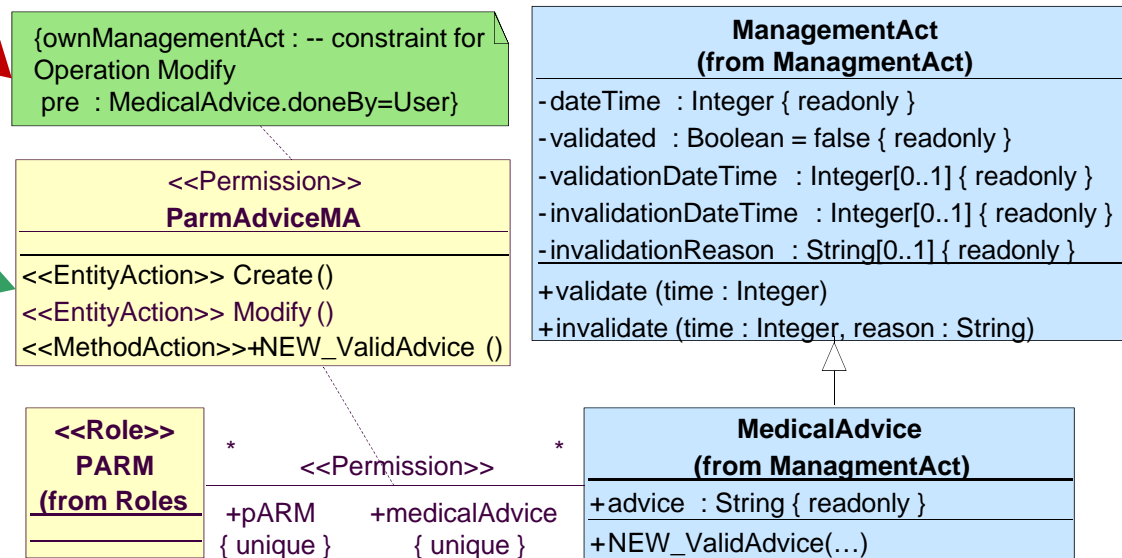 {ownManagementAct : -- constraint for
Operation Modify
pre : MedicalAdvice.doneBy=User}
<<Permission>>
ParmAdviceMA
<<EntityAction>> Create ()
<<EntityAction>> Modify ()
<<MethodAction>>+NEW_ValidAdvice ()
ManagementAct
(from ManagmentAct)
-dateTime : Integer { readonly }
-validated : Boolean = false { readonly }
-validationDateTime : Integer[0..1] { readonly }
-invalidationDateTime : Integer[0..1] { readonly }
-invalidationReason : String[0..1] { readonly }
+validate (time : Integer)
+invalidate (time : Integer, reason : String)
<<Role>>
PARM
(from Roles
* *
<<Permission>>
+pARM +medicalAdvice
{ unique } { unique }
MedicalAdvice
(from ManagmentAct)
+advice : String { readonly }
+NEW_ValidAdvice(…)